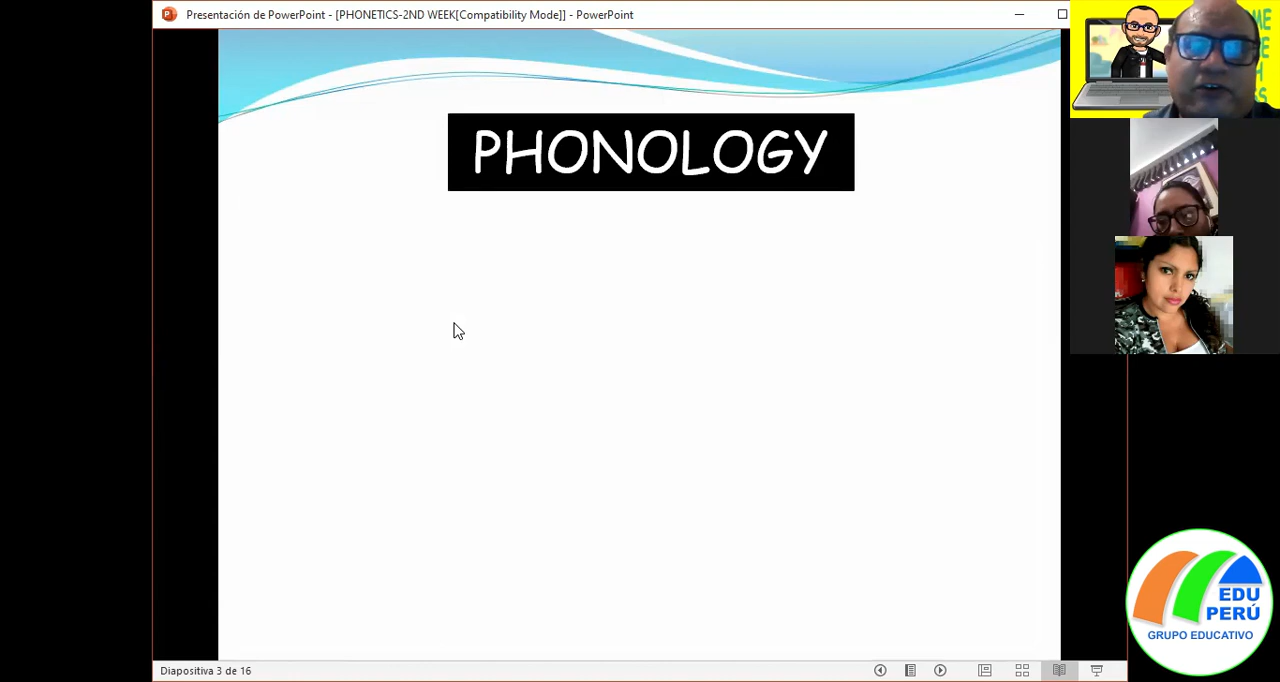 Presentación de PowerPoint - [PHONETICS-2ND WEEK[Compatibility Mode]] - PowerPoint
PHONOLOGY
Diapositiva 3 de 16
EDU
PERÚ
GRUPO EDUCATIVO